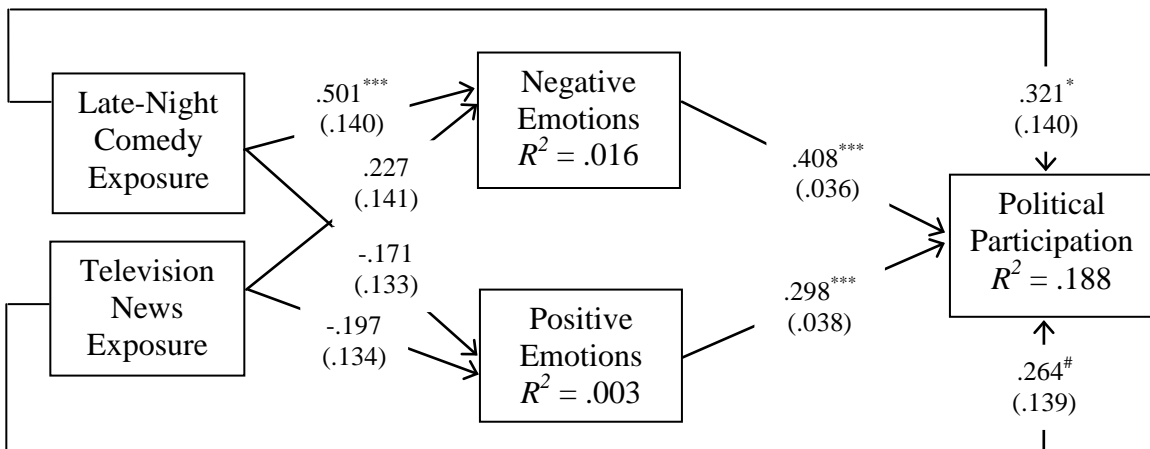 Late-Night
Comedy
Exposure
Television
News
Exposure
.501***
(.140)
.227
(.141)
-.171
(.133)
-.197
(.134)
Negative
Emotions
R² = .016
Positive
Emotions
R² = .003
.408***
(.036)
.298***
(.038)
.321*
(.140)
Political
Participation
R² = .188
.264#
(.139)